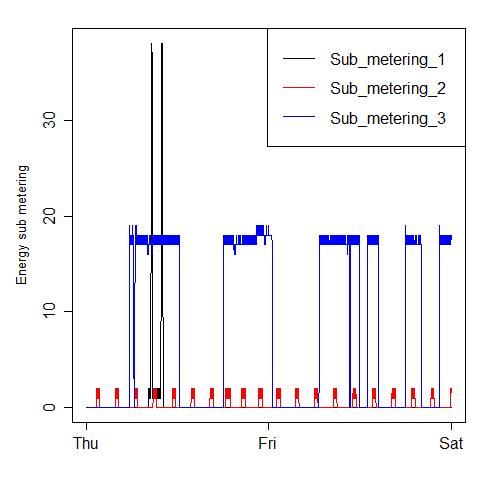 Sub_metering_1
Sub_metering_2
Sub_metering_3
Energy sub metering
30
20
10
0
Thu Fri Sat